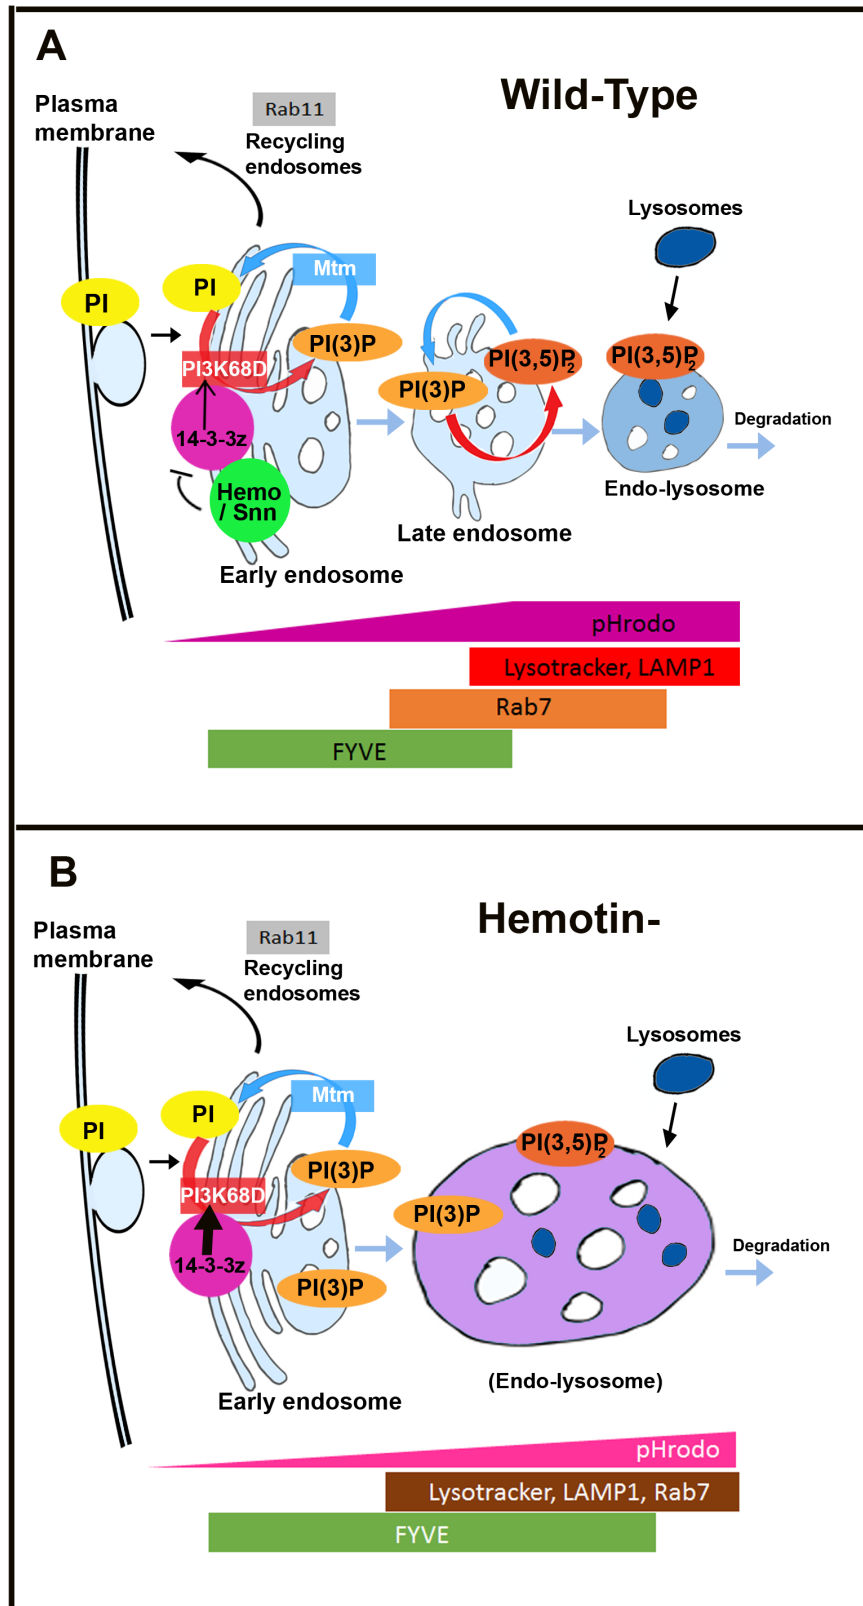 A
Wild-Type
Plasma
membrane
Rab11
Recycling
endosomes
Lysosomes
PI
PI
Mtm
PI(3)P
PI3K68D
14-3-3z
Hemo
/ Snn
PI(3)P
PI(3,5)P2
PI(3,5)P2
Degradation
Endo-lysosome
Late endosome
Early endosome
pHrodo
Lysotracker, LAMP1
Rab7
FYVE
B
Hemotin-
Plasma
membrane
Rab11
Recycling
endosomes
Lysosomes
PI
PI
Mtm
PI(3)P
PI3K68D
14-3-3z
PI(3)P
PI(3)P
PI(3,5)P2
Degradation
(Endo-lysosome)
Early endosome
pHrodo
Lysotracker, LAMP1, Rab7
FYVE